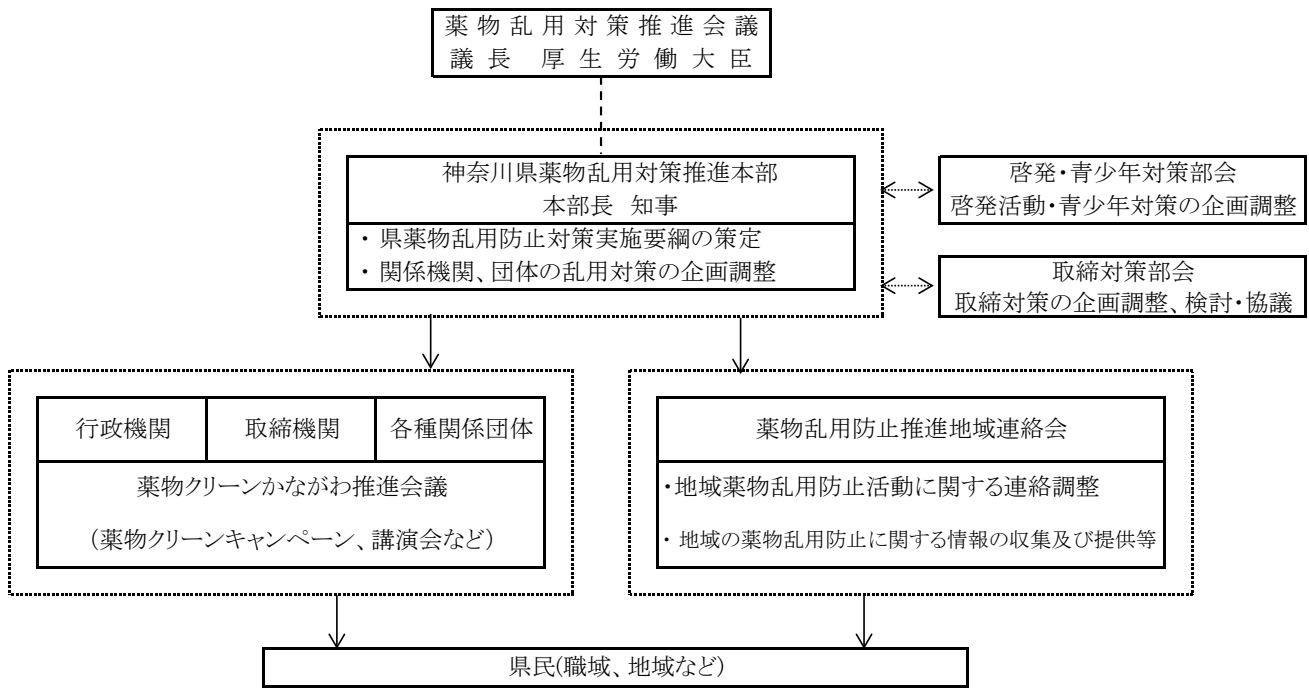 薬物乱用対策推進会議
議長 厚生労働大臣
神奈川県薬物乱用対策推進本部
本部長 知事
・県薬物乱用防止対策実施要綱の策定
・関係機関、団体の乱用対策の企画調整
啓発・青少年対策部会
啓発活動・青少年対策の企画調整
取締対策部会
取締対策の企画調整、検討・協議
行政機関
取締機関
各種関係団体
薬物クリーンかながわ推進会議
（薬物クリーンキャンペーン、講演会など）
薬物乱用防止推進地域連絡会
・地域薬物乱用防止活動に関する連絡調整
・地域の薬物乱用防止に関する情報の収集及び提供等
県民(職域、地域など)